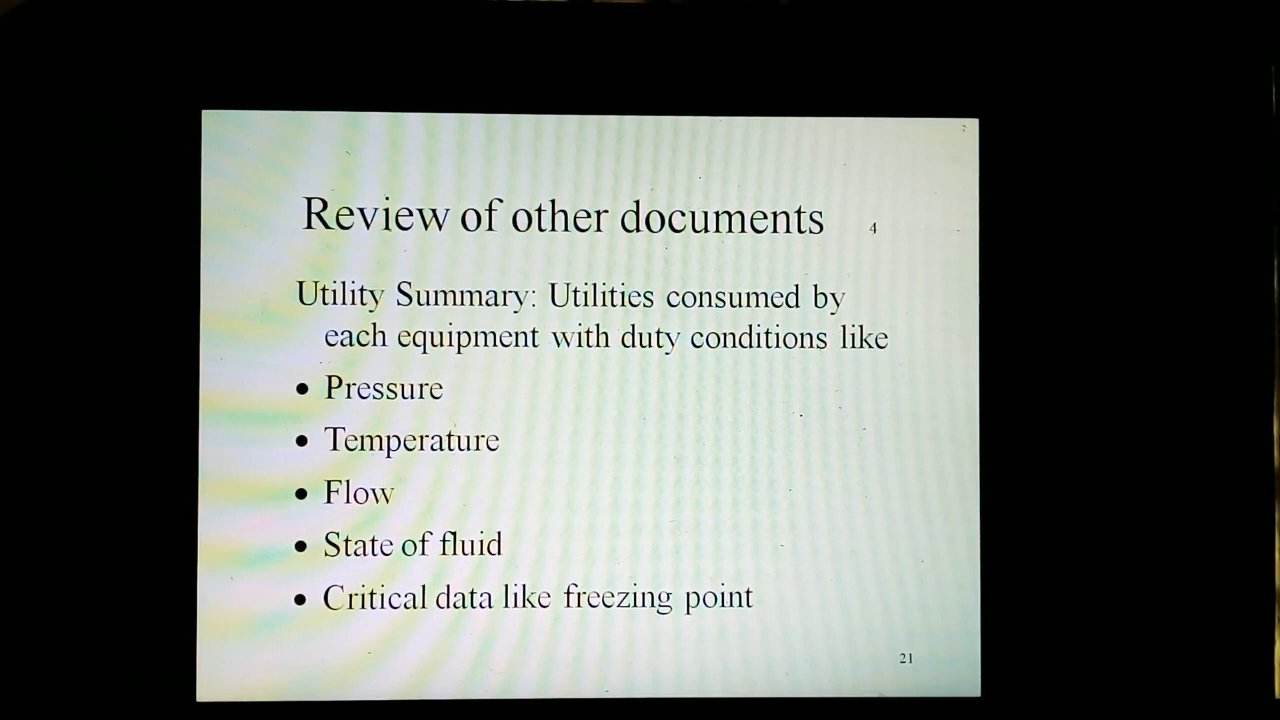 Review of other documents 4
Utility Summary: Utilities consumed by
each equipment with duty conditions like
• Pressure
• Temperature
• Flow
• State of fluid
• Critical data like freezing point
21